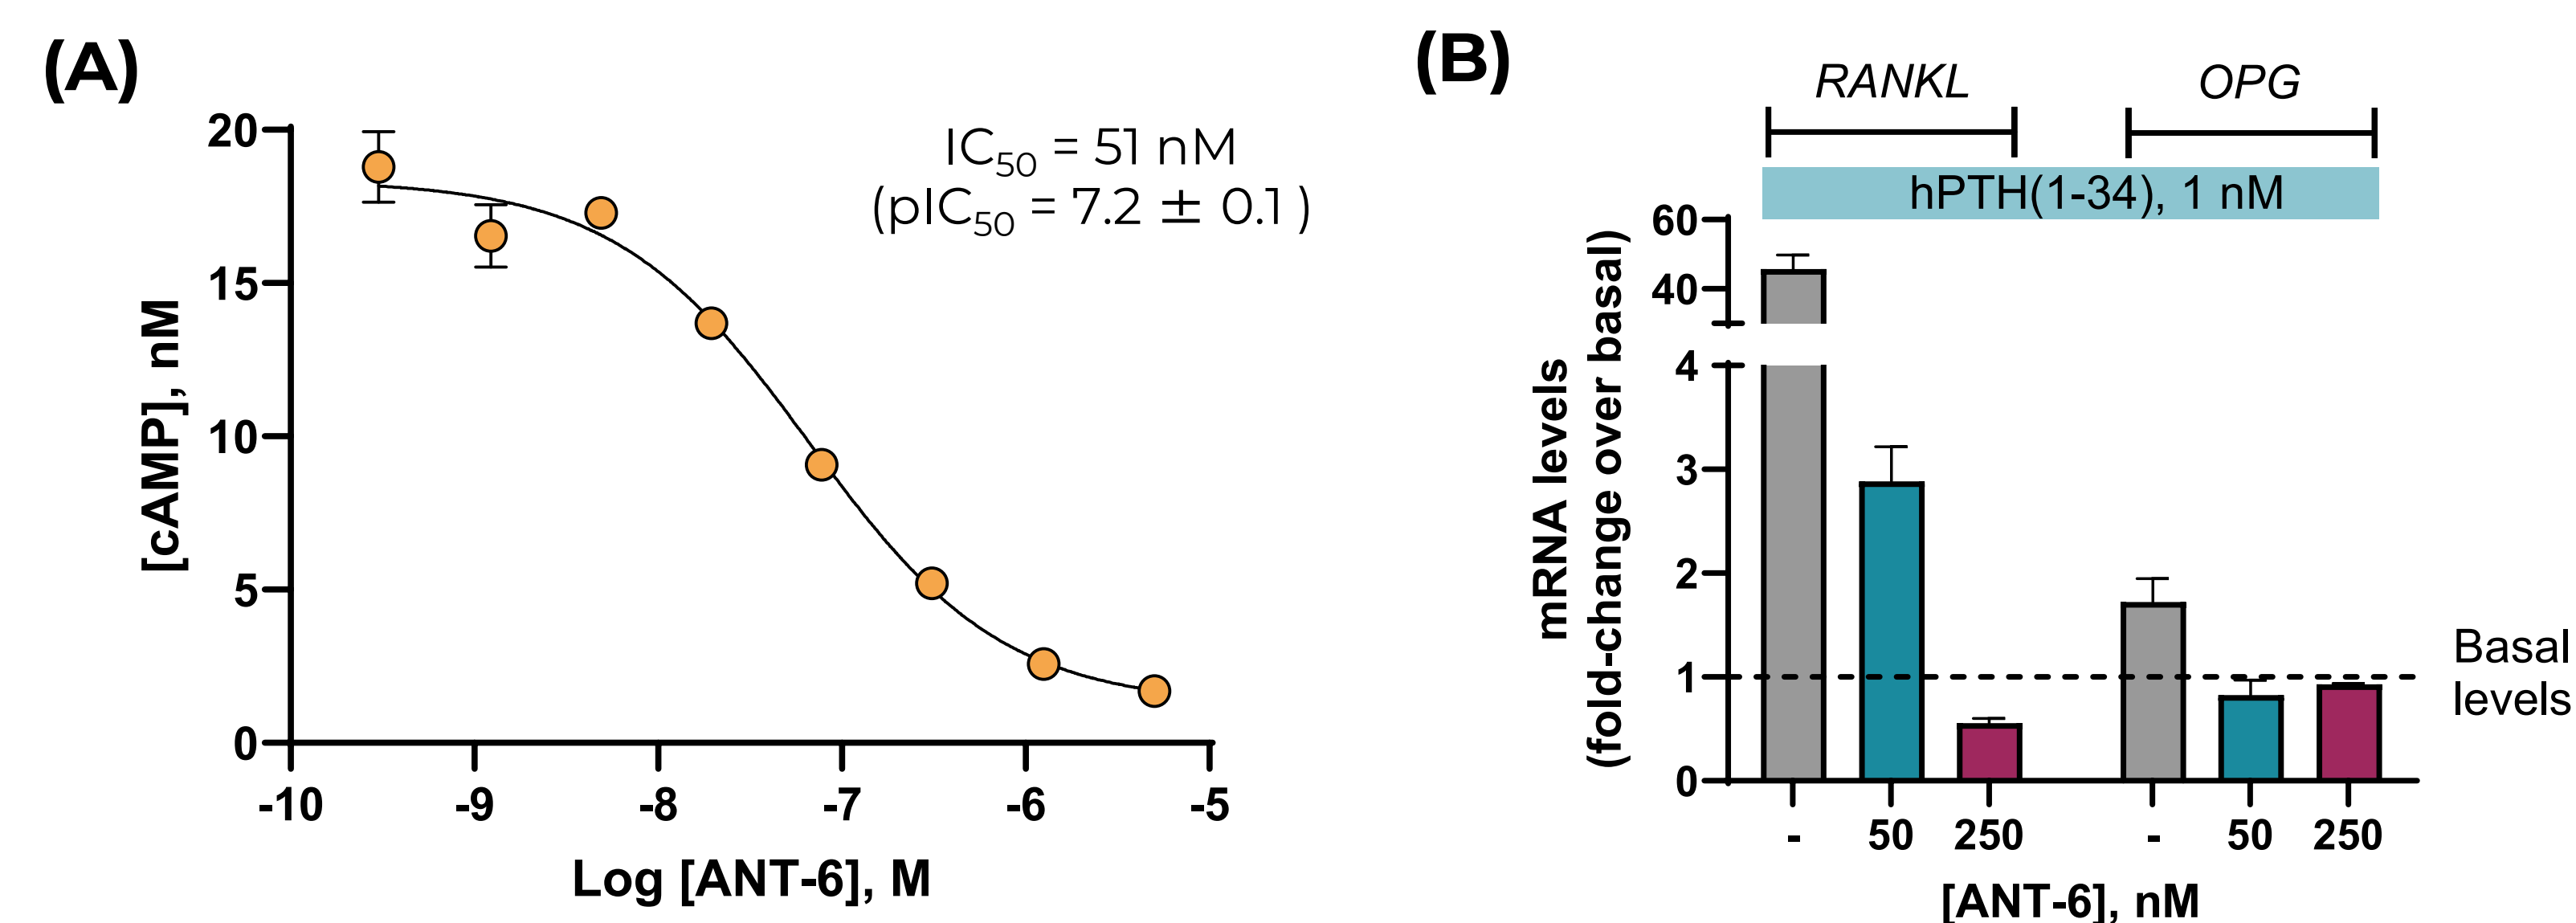 (A)
20
15
10
5
0
[cAMP], nM
IC50 = 51 nM
(pIC50 = 7.2 ± 0.1 )
-10 -9 -8 -7 -6 -5
Log [ANT-6], M
(B)
RANKL OPG
hPTH(1-34), 1 nM
60
40
4
3
2
1
0
mRNA levels
(fold-change over basal)
Basal
levels
- 50 250 - 50 250
[ANT-6], nM